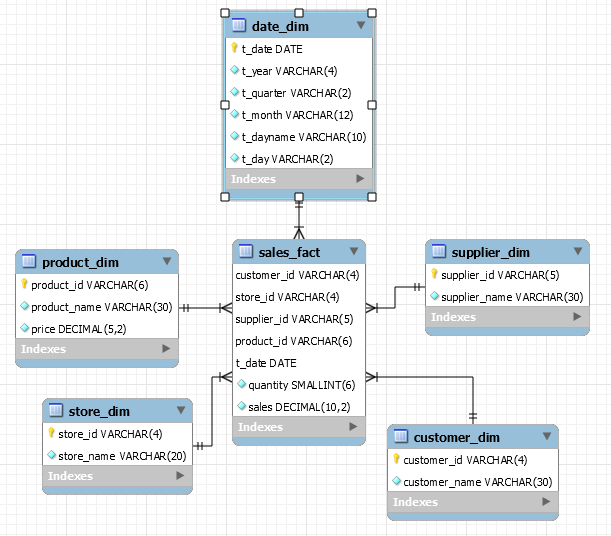 date_dim
t_date DATE
t_year VARCHAR(4)
t_quarter VARCHAR(2)
t_month VARCHAR(12)
t_dayname VARCHAR(10)
t_day VARCHAR(2)
Indexes
product_dim
product_id VARCHAR(6)
product_name VARCHAR(30)
price DECIMAL(5,2)
Indexes
sales_fact
customer_id VARCHAR(4)
store_id VARCHAR(4)
supplier_id VARCHAR(5)
product_id VARCHAR(6)
t_date DATE
quantity SMALLINT(6)
sales DECIMAL(10,2)
Indexes
supplier_dim
supplier_id VARCHAR(5)
supplier_name VARCHAR(30)
Indexes
store_dim
store_id VARCHAR(4)
store_name VARCHAR(20)
Indexes
customer_dim
customer_id VARCHAR(4)
customer_name VARCHAR(30)
Indexes